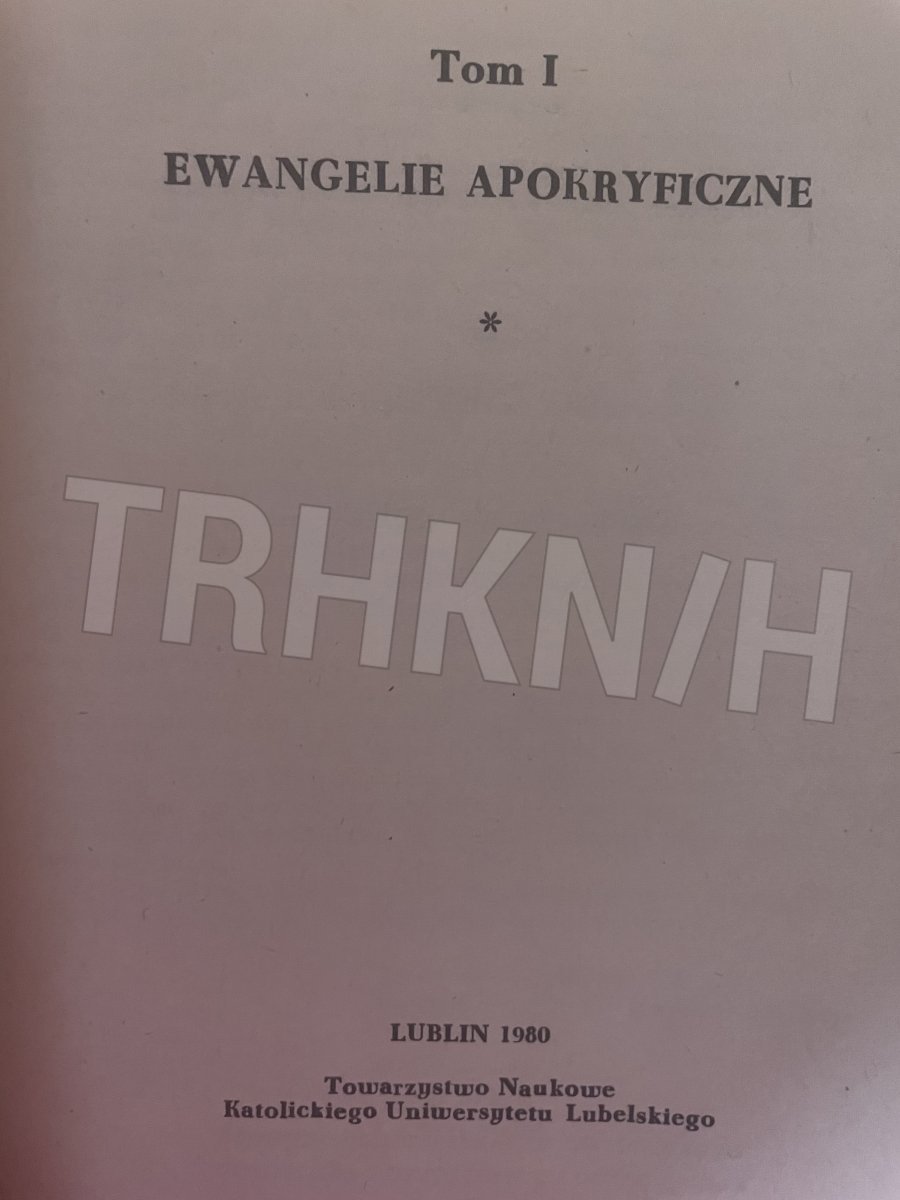 Tom I
EWANGELIE APOKRYFICZNE
*
TRHKN/H
LUBLIN 1980
Towarzystwo Naukowe
Katolickiego Uniwersytetu Lubelskiego